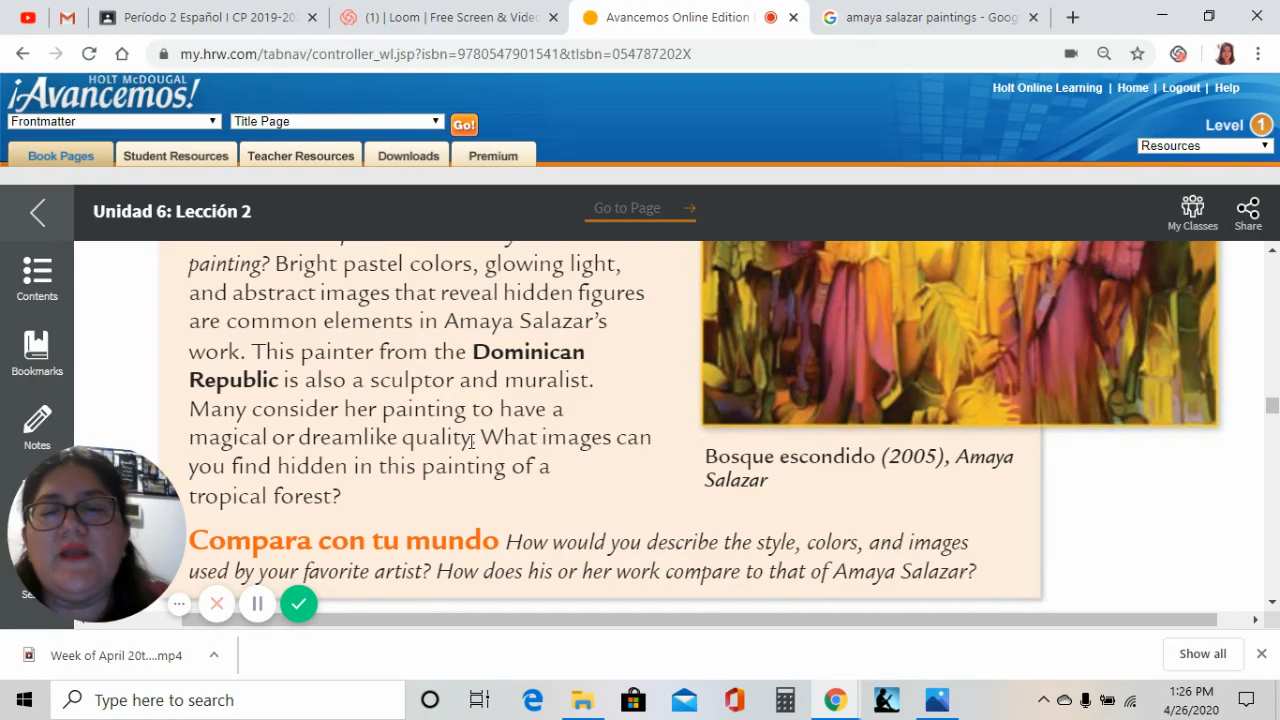 Período 2 Español I CP 2019-202
(1) | Loom | Free Screen & Vide
Avancemos Online Edition
amaya salazar paintings - Goog
my.hrw.com/tabnav/controller_wl.jsp?isbn=9780547901541&tlsbn=054787202X
HOLT McDOUGAL
¡Avancemos!
Holt Online Learning | Home | Logout | Help
Frontmatter
Title Page
Go!
Level 1
Resources
Book Pages
Student Resources
Teacher Resources
Downloads
Premium
Unidad 6: Lección 2
Go to Page
My Classes
Share
Contents
Bookmarks
Notes
painting? Bright pastel colors, glowing light,
and abstract images that reveal hidden figures
are common elements in Amaya Salazar's
work. This painter from the Dominican
Republic is also a sculptor and muralist.
Many consider her painting to have a
magical or dreamlike quality. What images can
you find hidden in this painting of a
tropical forest?
Bosque escondido (2005), Amaya
Salazar
Compara con tu mundo How would you describe the style, colors, and images
used by your favorite artist? How does his or her work compare to that of Amaya Salazar?
Week of April 20t....mp4
Show all
Type here to search
1:26 PM
4/26/2020